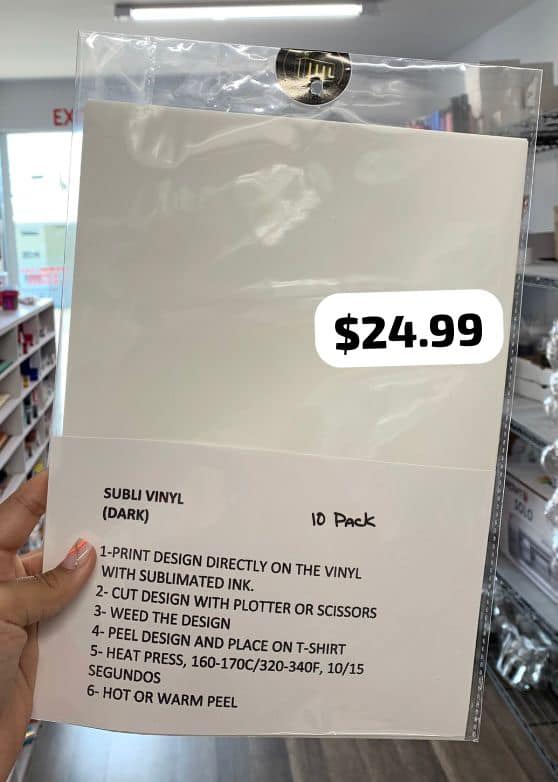 EX
$24.99
SUBLI VINYL
(DARK)
10 Pack
1-PRINT DESIGN DIRECTLY ON THE VINYL
WITH SUBLIMATED INK.
2- CUT DESIGN WITH PLOTTER OR SCISSORS
3- WEED THE DESIGN
4- PEEL DESIGN AND PLACE ON T-SHIRT
5- HEAT PRESS, 160-170C/320-340F, 10/15
SEGUNDOS
6- HOT OR WARM PEEL
SOLO